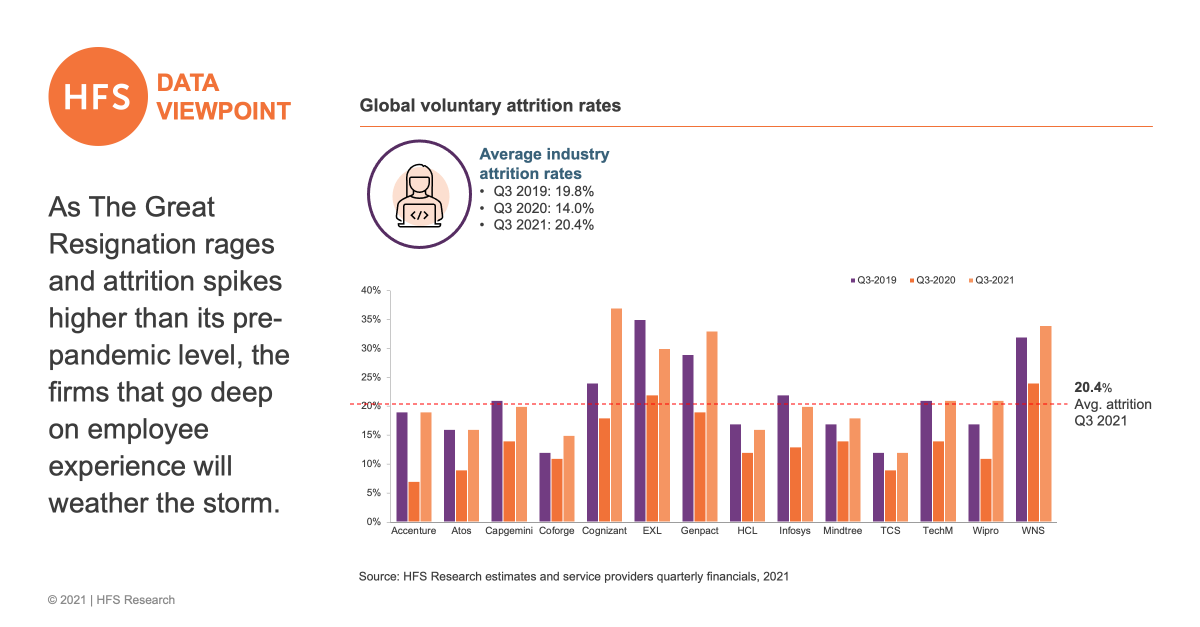 HFS
DATA
VIEWPOINT
As The Great
Resignation rages
and attrition spikes
higher than its pre-
pandemic level, the
firms that go deep
on employee
experience will
weather the storm.
© 2021 | HFS Research
Global voluntary attrition rates
</>
Average industry
attrition rates
• Q3 2019: 19.8%
• Q3 2020: 14.0%
• Q3 2021: 20.4%
Q3-2019 Q3-2020 Q3-2021
40%
35%
30%
25%
20%
15%
10%
5%
0%
20.4%
Avg. attrition
Q3 2021
Accenture Atos Capgemini Coforge Cognizant EXL Genpact HCL Infosys Mindtree TCS TechM Wipro WNS
Source: HFS Research estimates and service providers quarterly financials, 2021